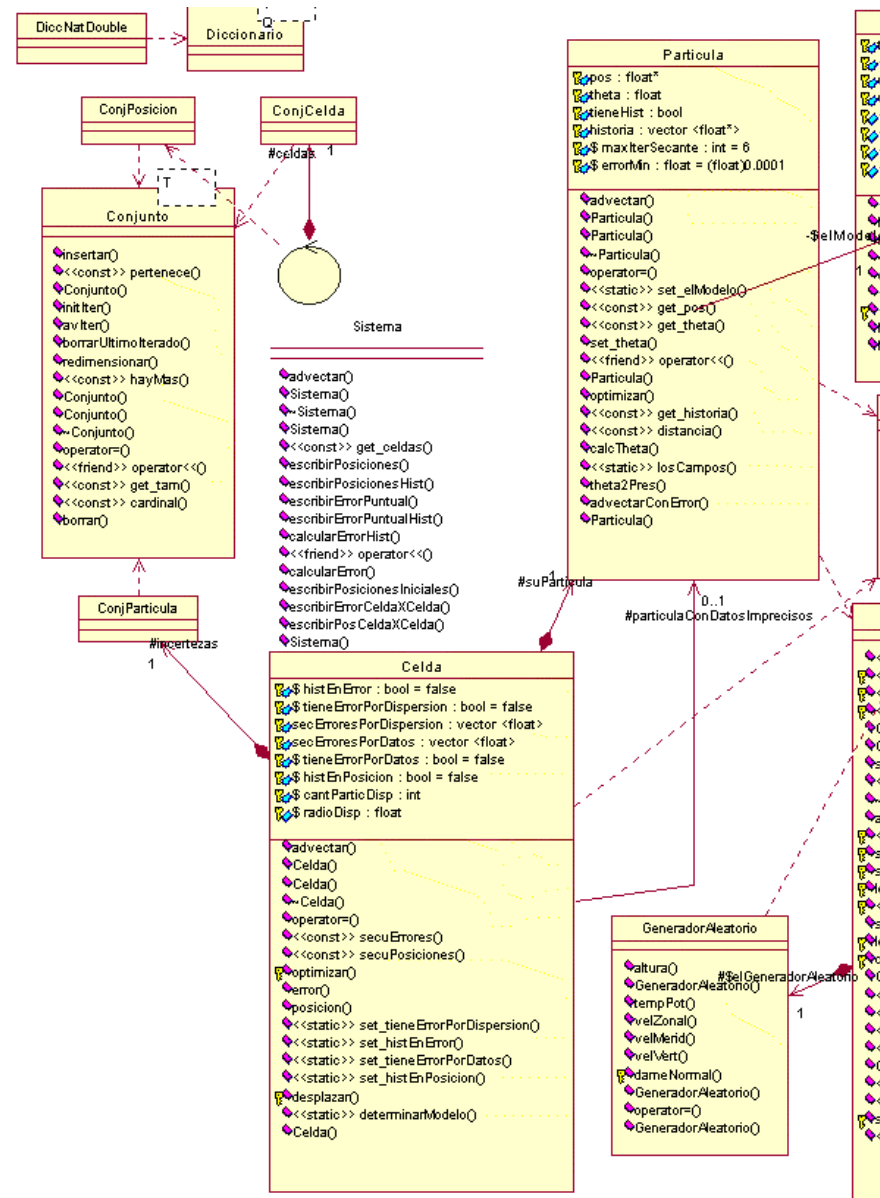 DiccNatDouble
Q
Diccionario
ConjPosicion
ConjCelda
#celdas
1
T
Conjunto
insertar()
<<const>> pertenece()
Conjunto()
initIter()
avIter()
borrarUltimoIterado()
redimensionar()
<<const>> hayMas()
Conjunto()
Conjunto()
~Conjunto()
operator=()
<<friend>> operator<<()
<<const>> get_tam()
<<const>> cardinal()
borrar()
ConjParticula
#incertezas
1
Sistema
advectar()
Sistema()
~Sistema()
Sistema()
<<const>> get_celdas()
escribirPosiciones()
escribirPosicionesHist()
escribirErrorPuntual()
escribirErrorPuntualHist()
calcularErrorHist()
<<friend>> operator<<()
calcularError()
escribirPosicionesIniciales()
escribirErrorCeldaXCelda()
escribirPosCeldaXCelda()
Sistema()
Particula
pos : float*
theta : float
tieneHist : bool
historia : vector <float*>
$ maxIterSecante : int = 6
$ errorMin : float = (float)0.0001
advectar()
Particula()
Particula()
~Particula()
operator=()
<<static>> set_elModelo()
<<const>> get_pos()
<<const>> get_theta()
set_theta()
<<friend>> operator<<()
Particula()
optimizar()
<<const>> get_historia()
<<const>> distancia()
calcTheta()
<<static>> losCampos()
theta2Pres()
advectarConError()
Particula()
-$elModelo
1
1
#suParticula
0..1
#particulaConDatosImprecisos
Celda
$ histEnError : bool = false
$ tieneErrorPorDispersion : bool = false
secErroresPorDispersion : vector <float>
secErroresPorDatos : vector <float>
$ tieneErrorPorDatos : bool = false
$ histEnPosicion : bool = false
$ cantParticDisp : int
$ radioDisp : float
advectar()
Celda()
Celda()
~Celda()
operator=()
<<const>> secuErrores()
<<const>> secuPosiciones()
optimizar()
error()
posicion()
<<static>> set_tieneErrorPorDispersion()
<<static>> set_histEnError()
<<static>> set_tieneErrorPorDatos()
<<static>> set_histEnPosicion()
desplazar()
<<static>> determinarModelo()
Celda()
GeneradorAleatorio
altura()
GeneradorAleatorio()
tempPot()
velZonal()
velMerid()
velVert()
dameNormal()
GeneradorAleatorio()
operator=()
GeneradorAleatorio()
#$elGeneradorAleatorio
1